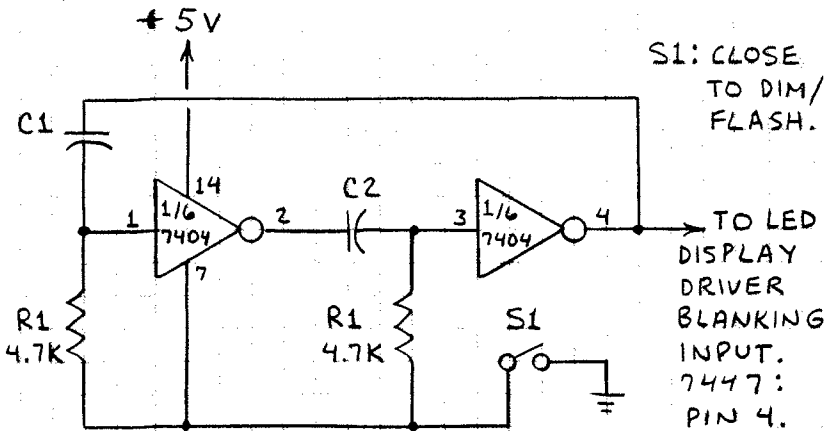 + 5V
S1: CLOSE
TO DIM/
FLASH.
C1
14
1/6
7404
1
2
7
C2
3
1/6
7404
4
TO LED
DISPLAY
DRIVER
BLANKING
INPUT.
7447:
PIN 4.
R1
4.7K
R1
4.7K
S1